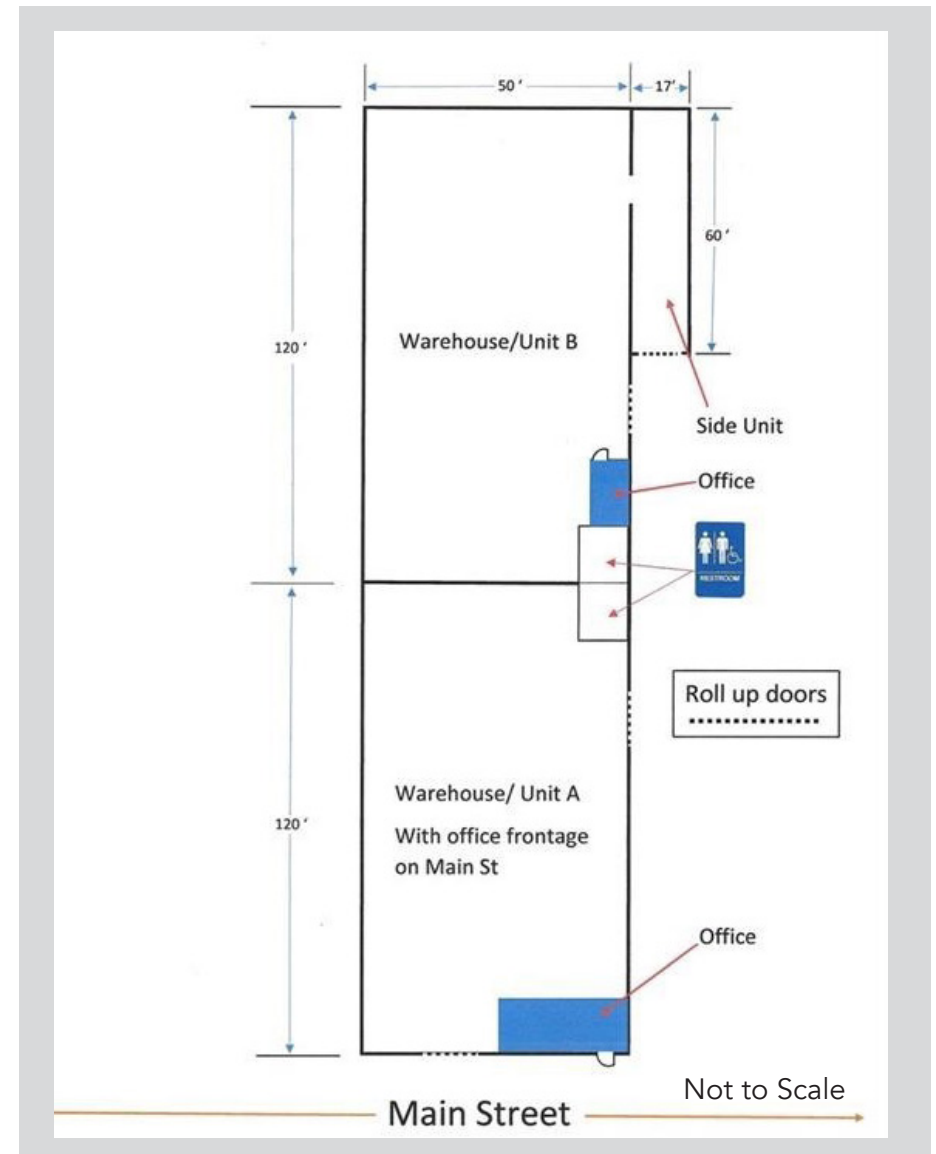 50 '
17'
60 '
120 '
Warehouse/Unit B
Side Unit
Office
RESTROOM
Roll up doors
Warehouse/ Unit A
120 '
With office frontage
on Main St
Office
Not to Scale
Main Street